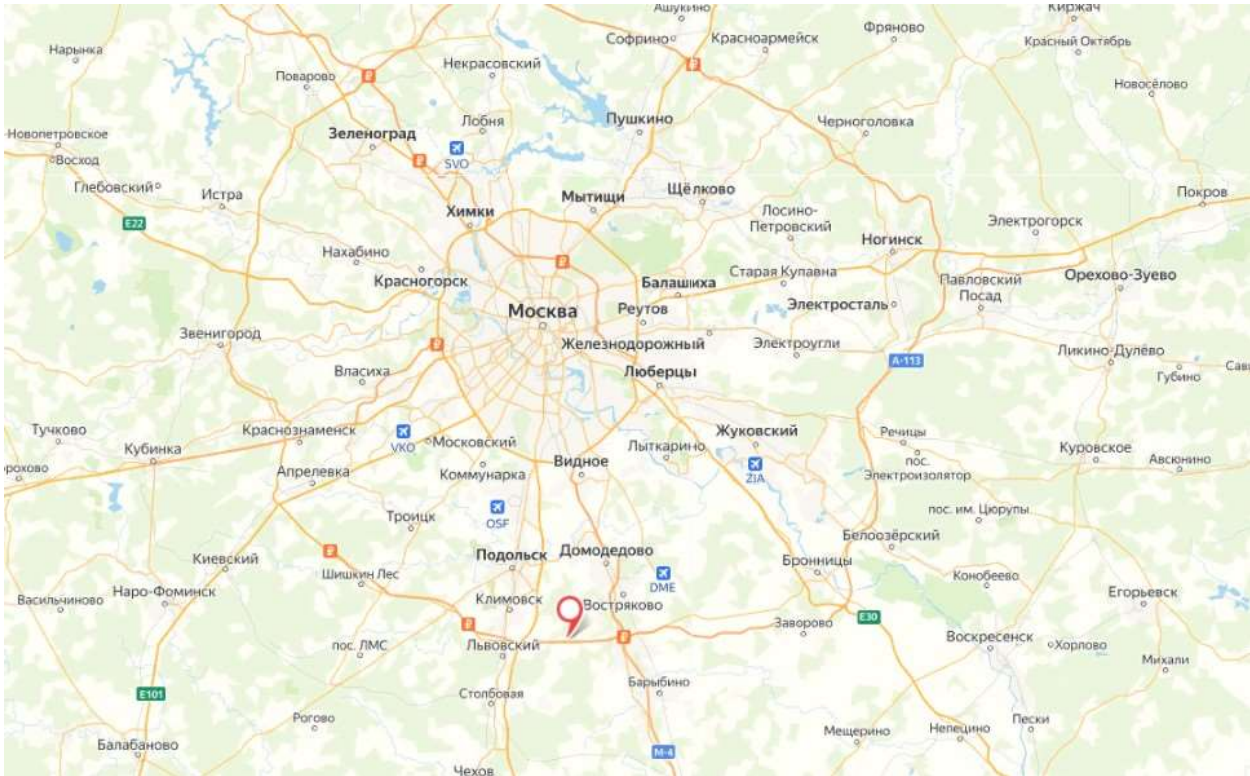 Ашукино
Киржач
Софрино
Красноармейск
Фряново
Красный Октябрь
Нарынка
Некрасовский
Поварово
Новосёлово
Лобня
Пушкино
Черноголовка
Новопетровское
Зеленоград
SVO
Восход
Глебовский
Истра
Мытищи
Щёлково
Покров
Химки
Лосино-
Петровский
Электрогорск
E22
Ногинск
Нахабино
Красногорск
Балашиха
Старая Купавна
Павловский
Посад
Орехово-Зуево
Москва
Реутов
Электросталь
Звенигород
Железнодорожный
Электроугли
Ликино-Дулёво
А-113
Власиха
Люберцы
Губино
Сав
Тучково
Краснознаменск
VKO
Московский
Лыткарино
Жуковский
Речицы
Кубинка
Куровское
орохово
Апрелевка
Коммунарка
Видное
ZIA
пос.
Электроизолятор
Авсюнино
Троицк
OSF
пос. им. Цюрупы
Белоозёрский
Киевский
Подольск
Домодедово
Бронницы
Шишкин Лес
DME
Конобеево
Васильчиново
Наро-Фоминск
Климовск
Востряково
Егорьевск
Заворово
E30
пос. ЛМС
Львовский
Воскресенск
Хорлово
Михали
E101
Столбовая
Барыбино
Рогово
Мещерино
Непецино
Пески
Балабаново
М-4
Чехов